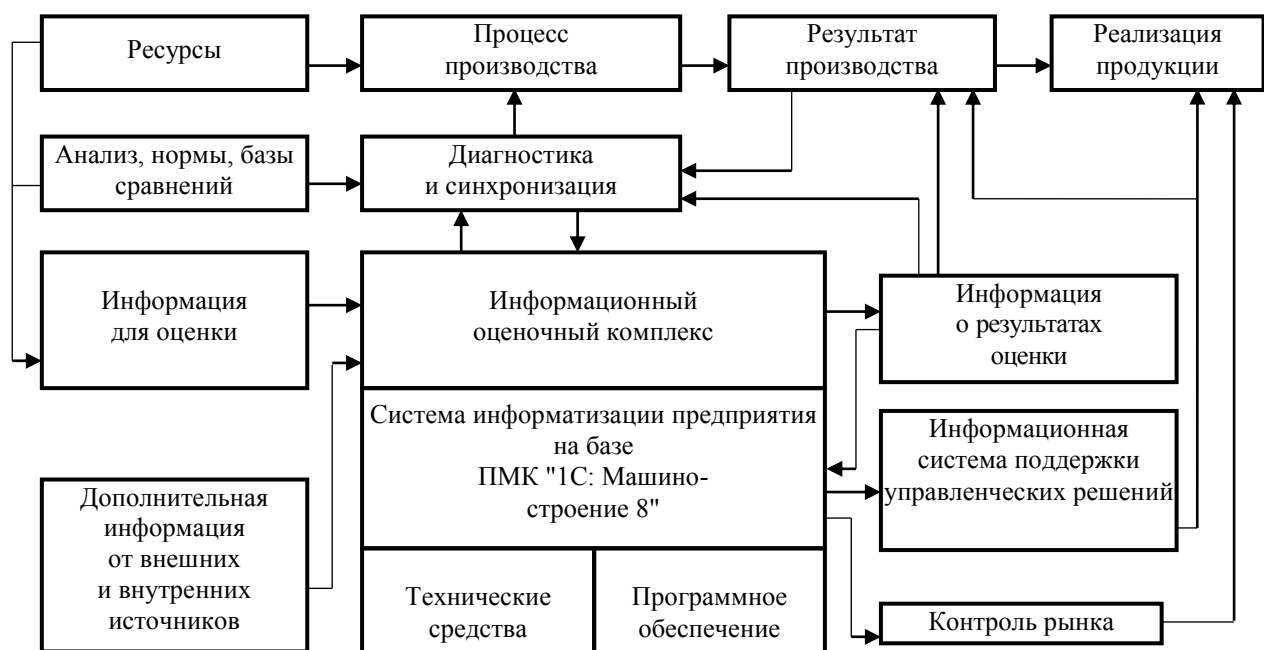 Ресурсы
Процесс
производства
Результат
производства
Реализация
продукции
Анализ, нормы, базы
сравнений
Диагностика
и синхронизация
Информация
для оценки
Информационный
оценочный комплекс
Информация
о результатах
оценки
Система информатизации предприятия
на базе
ПМК "1С: Машино-
строение 8"
Информационная
система поддержки
управленческих решений
Дополнительная
информация
от внешних
и внутренних
источников
Технические
средства
Программное
обеспечение
Контроль рынка